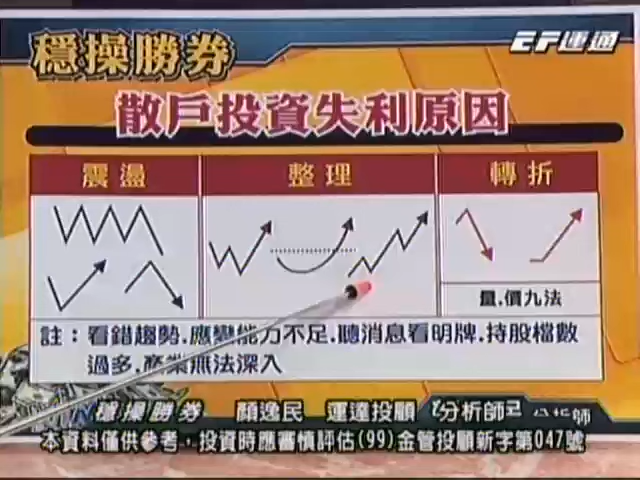 穩操勝券
EF運通
散戶投資失利原因
震盪 整理 轉折
量.價九法
註：看錯趨勢.應變能力不足.聽消息看明牌.持股檔數
過多.產業無法深入
穩操勝券 顏逸民 運達投顧 分析師
本資料僅供參考，投資時應審慎評估(99)金管投顧新字第047號